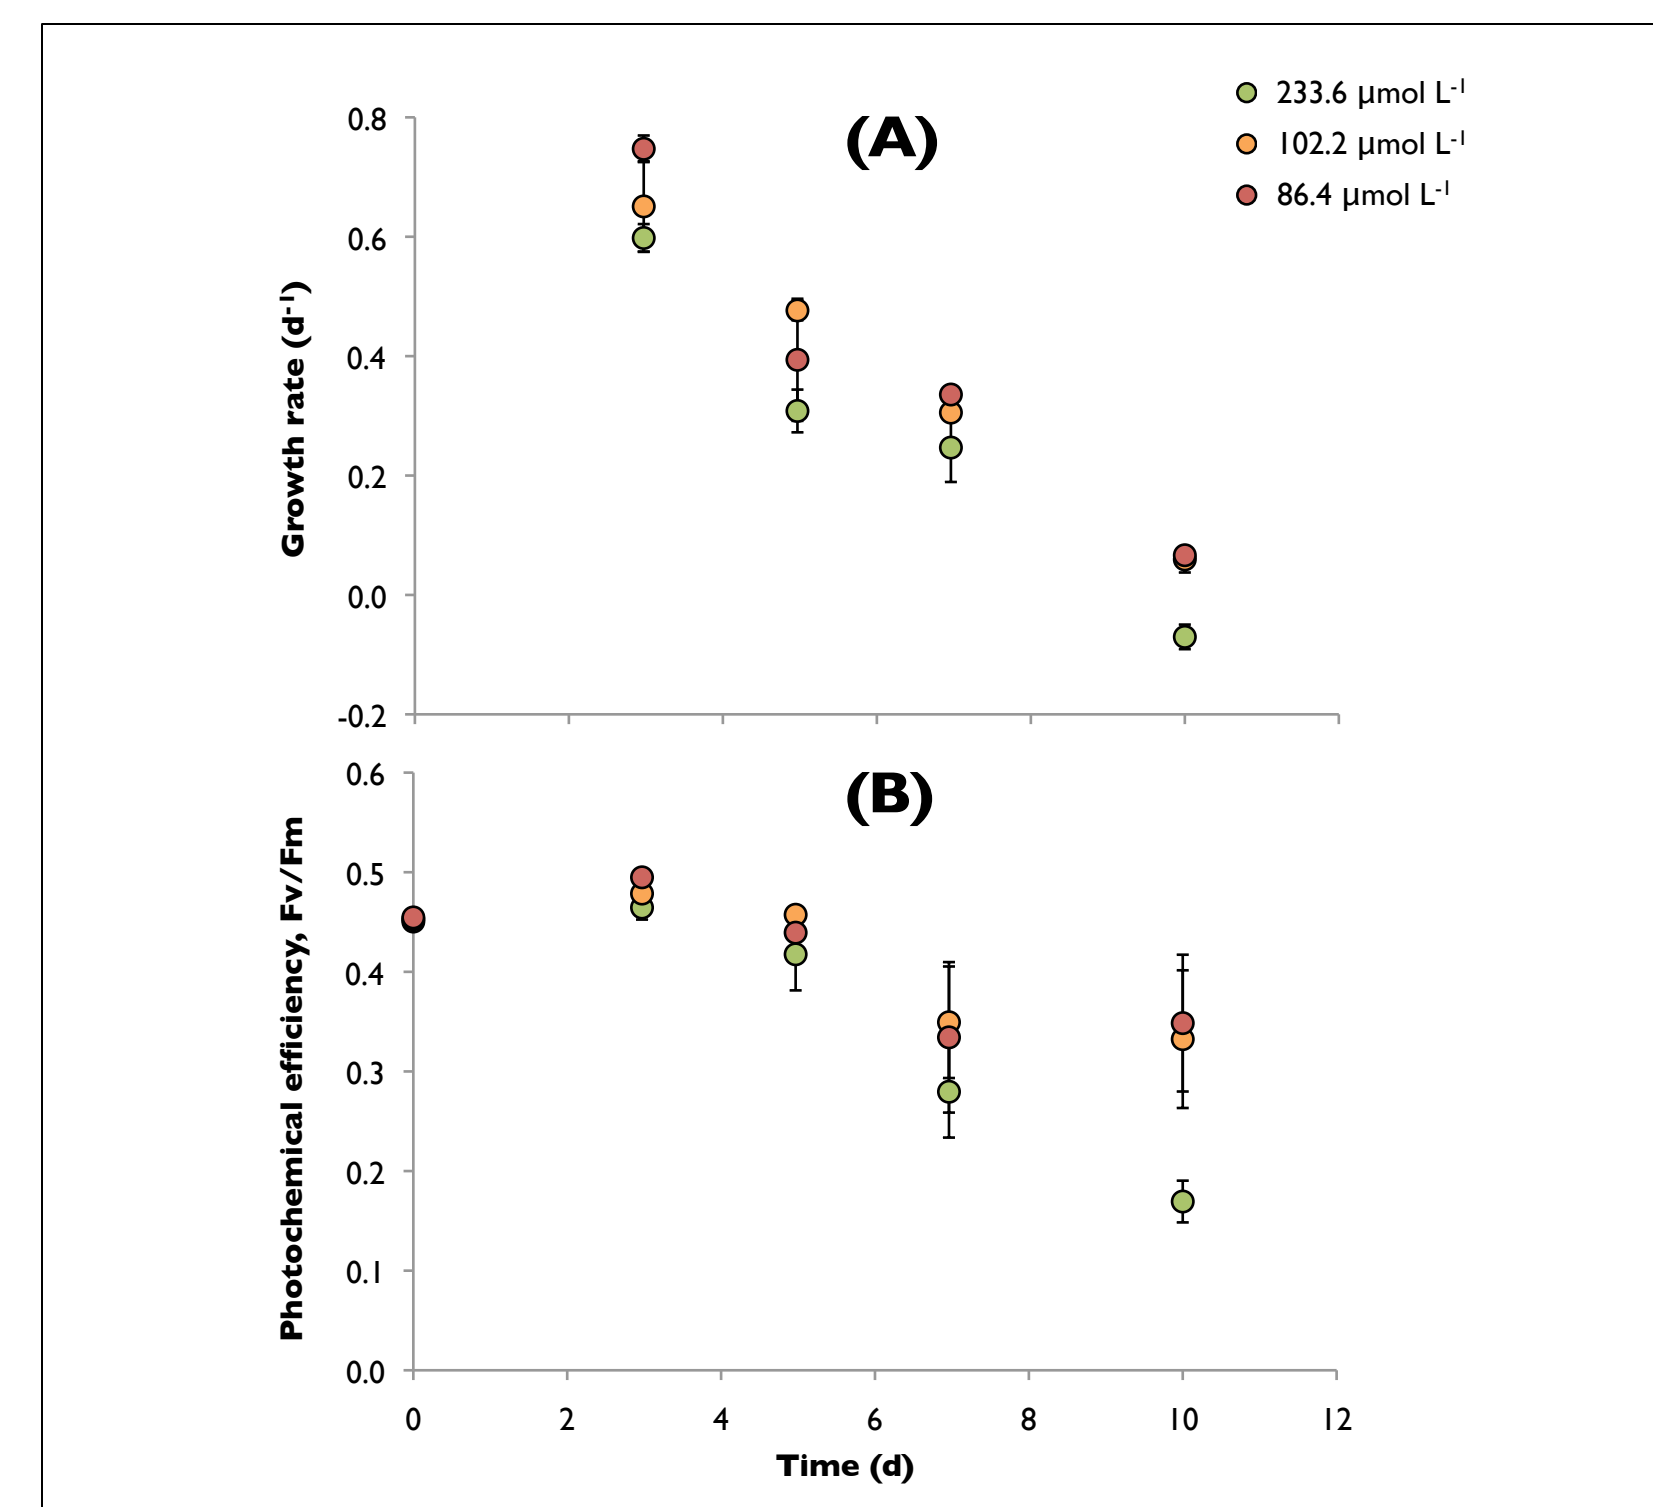 233.6 µmol L⁻¹
102.2 µmol L⁻¹
86.4 µmol L⁻¹
(A)
Growth rate (d⁻¹)
0.8
0.6
0.4
0.2
0.0
-0.2
(B)
Photochemical efficiency, Fv/Fm
0.6
0.5
0.4
0.3
0.2
0.1
0.0
0 2 4 6 8 10 12
Time (d)